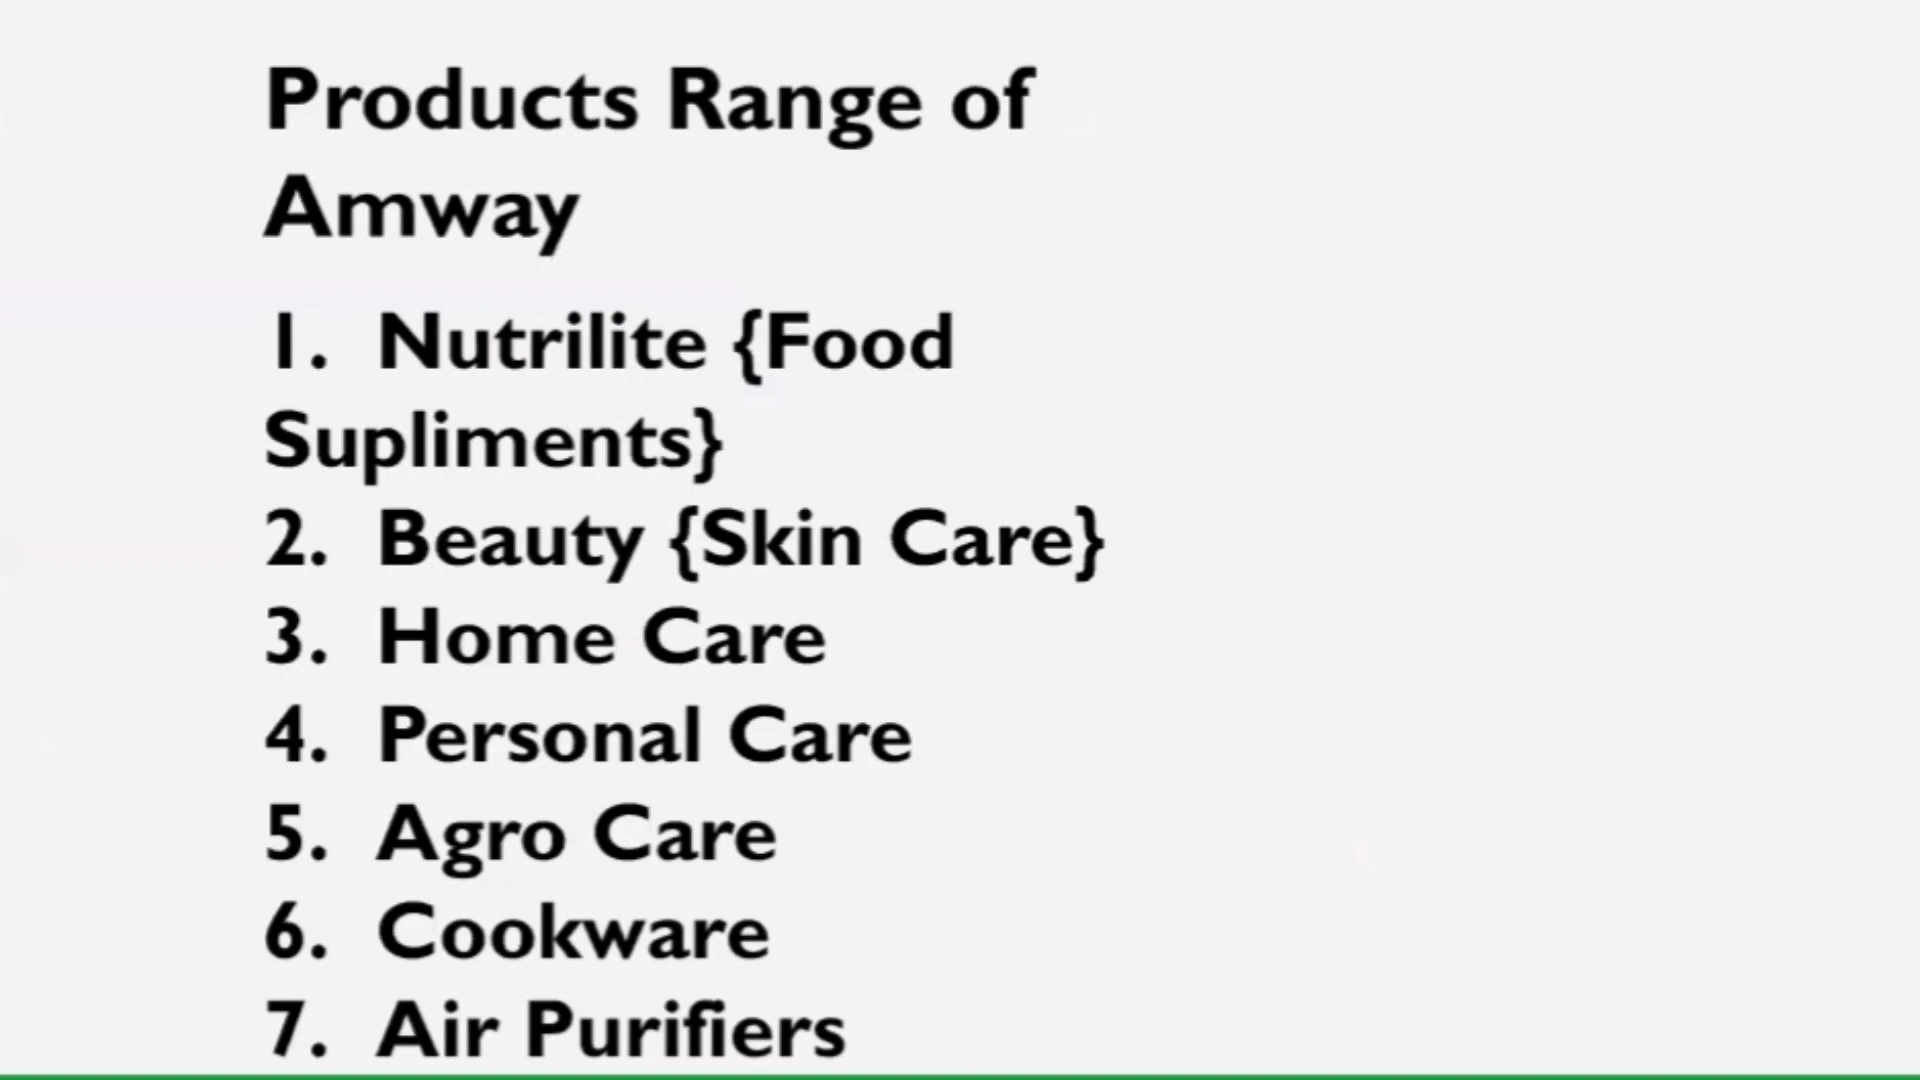 Products Range of
Amway
1. Nutrilite {Food
Supliments}
2. Beauty {Skin Care}
3. Home Care
4. Personal Care
5. Agro Care
6. Cookware
7. Air Purifiers